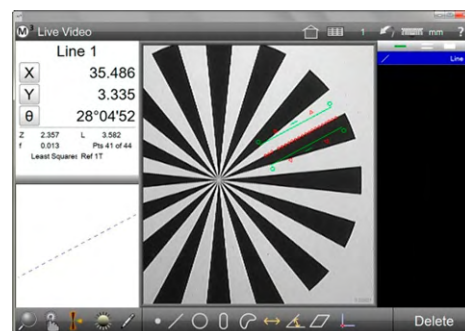 M3 Live Video
1 mm ?
Line 1
X 35.486
Y 3.335
θ 28°04'52
Z 2.357 L 3.582
f 0.013 Pts 41 of 44
Least Squares Ref 1T
Line
Delete